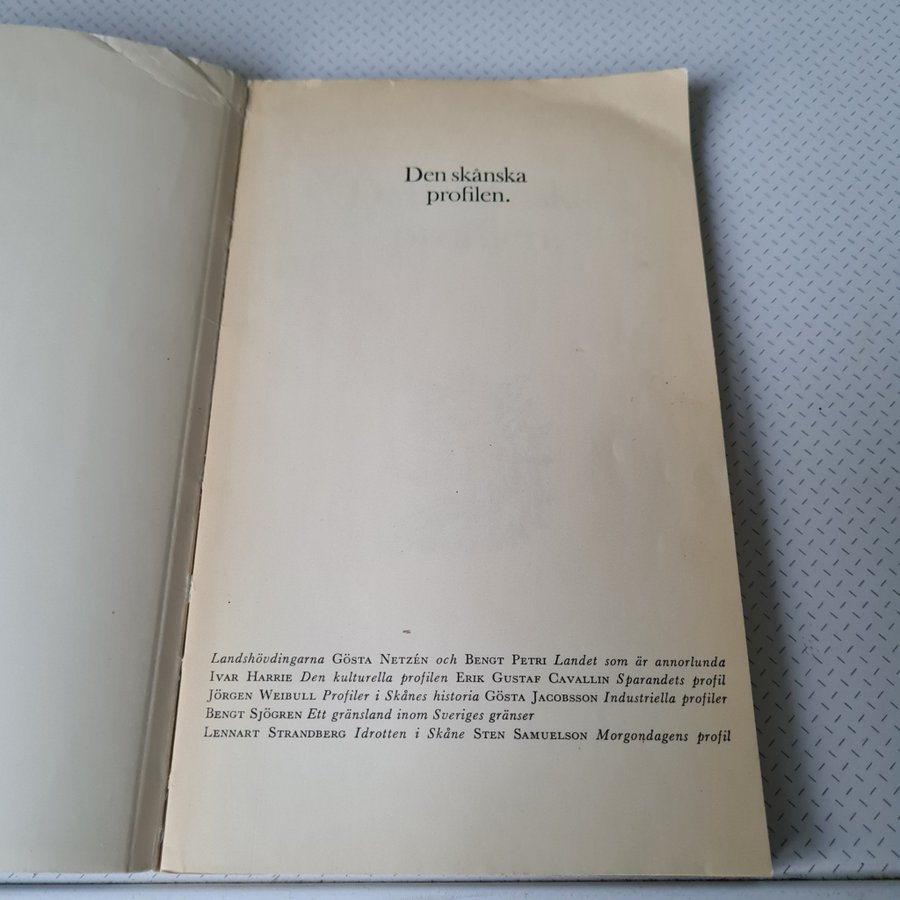 Den skånska
profilen.
Landshövdingarna GÖSTA NETZÉN och BENGT PETRI Landet som är annorlunda
IVAR HARRIE Den kulturella profilen ERIK GUSTAF CAVALLIN Sparandets profil
JÖRGEN WEIBULL Profiler i Skånes historia GÖSTA JACOBSSON Industriella profiler
BENGT SJÖGREN Ett gränsland inom Sveriges gränser
LENNART STRANDBERG Idrotten i Skåne STEN SAMUELSON Morgondagens profil